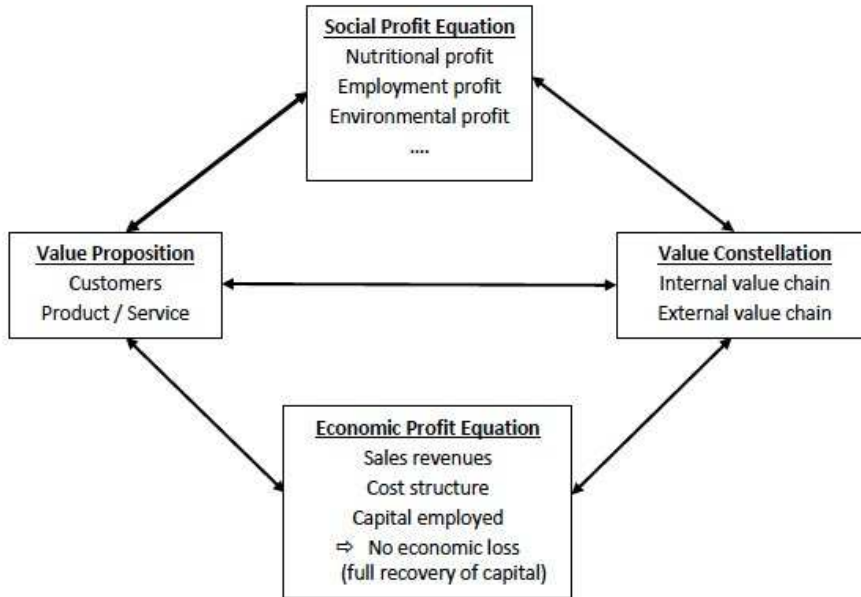 Social Profit Equation
Nutritional profit
Employment profit
Environmental profit
....
Value Proposition
Customers
Product / Service
Value Constellation
Internal value chain
External value chain
Economic Profit Equation
Sales revenues
Cost structure
Capital employed
⇨ No economic loss
(full recovery of capital)